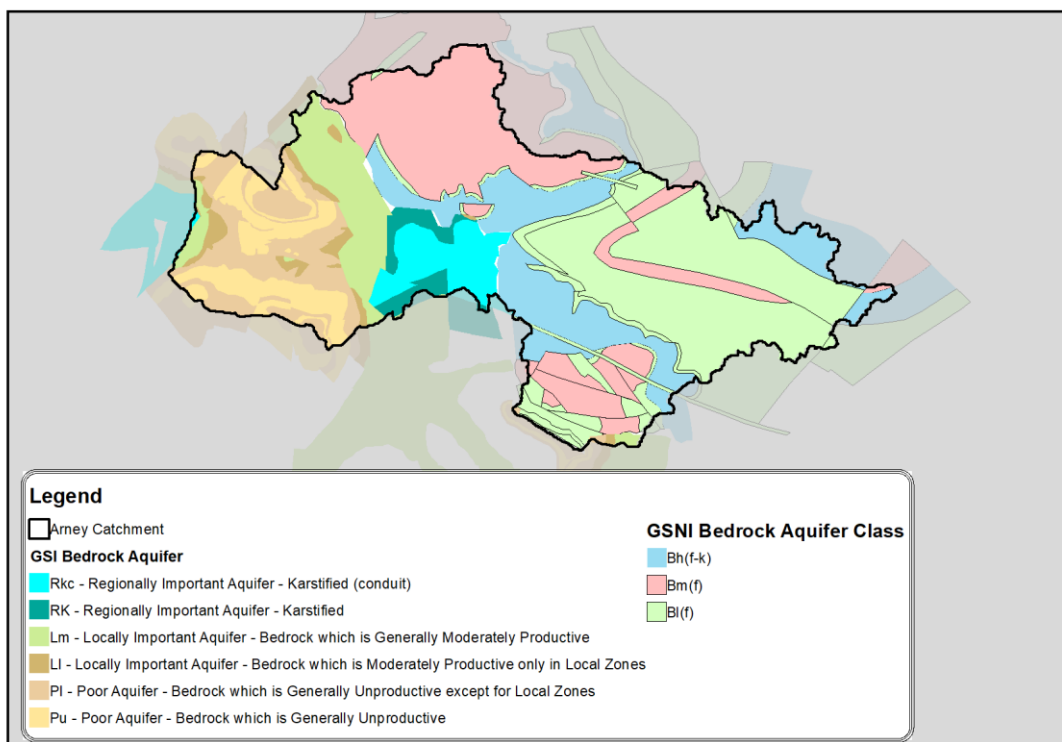 Legend
Arney Catchment
GSI Bedrock Aquifer
Rkc - Regionally Important Aquifer - Karstified (conduit)
RK - Regionally Important Aquifer - Karstified
Lm - Locally Important Aquifer - Bedrock which is Generally Moderately Productive
Ll - Locally Important Aquifer - Bedrock which is Moderately Productive only in Local Zones
Pl - Poor Aquifer - Bedrock which is Generally Unproductive except for Local Zones
Pu - Poor Aquifer - Bedrock which is Generally Unproductive
GSNI Bedrock Aquifer Class
Bh(f-k)
Bm(f)
Bl(f)